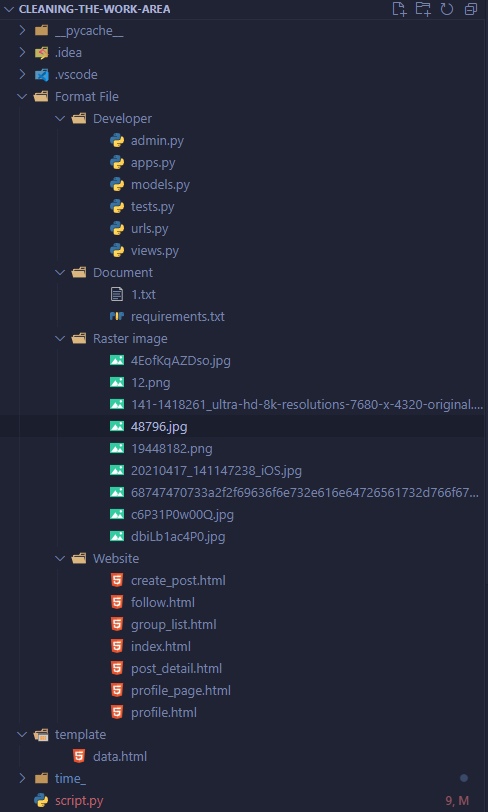 CLEANING-THE-WORK-AREA
__pycache__
.idea
.vscode
Format File
Developer
admin.py
apps.py
models.py
tests.py
urls.py
views.py
Document
1.txt
requirements.txt
Raster image
4EofKqAZDso.jpg
12.png
141-1418261_ultra-hd-8k-resolutions-7680-x-4320-original....
48796.jpg
19448182.png
20210417_141147238_iOS.jpg
68747470733a2f2f69636f6e732e616e64726561732d766f67...
c6P31P0w00Q.jpg
dbiLb1ac4P0.jpg
Website
create_post.html
follow.html
group_list.html
index.html
post_detail.html
profile_page.html
profile.html
template
data.html
time_
script.py 9, M